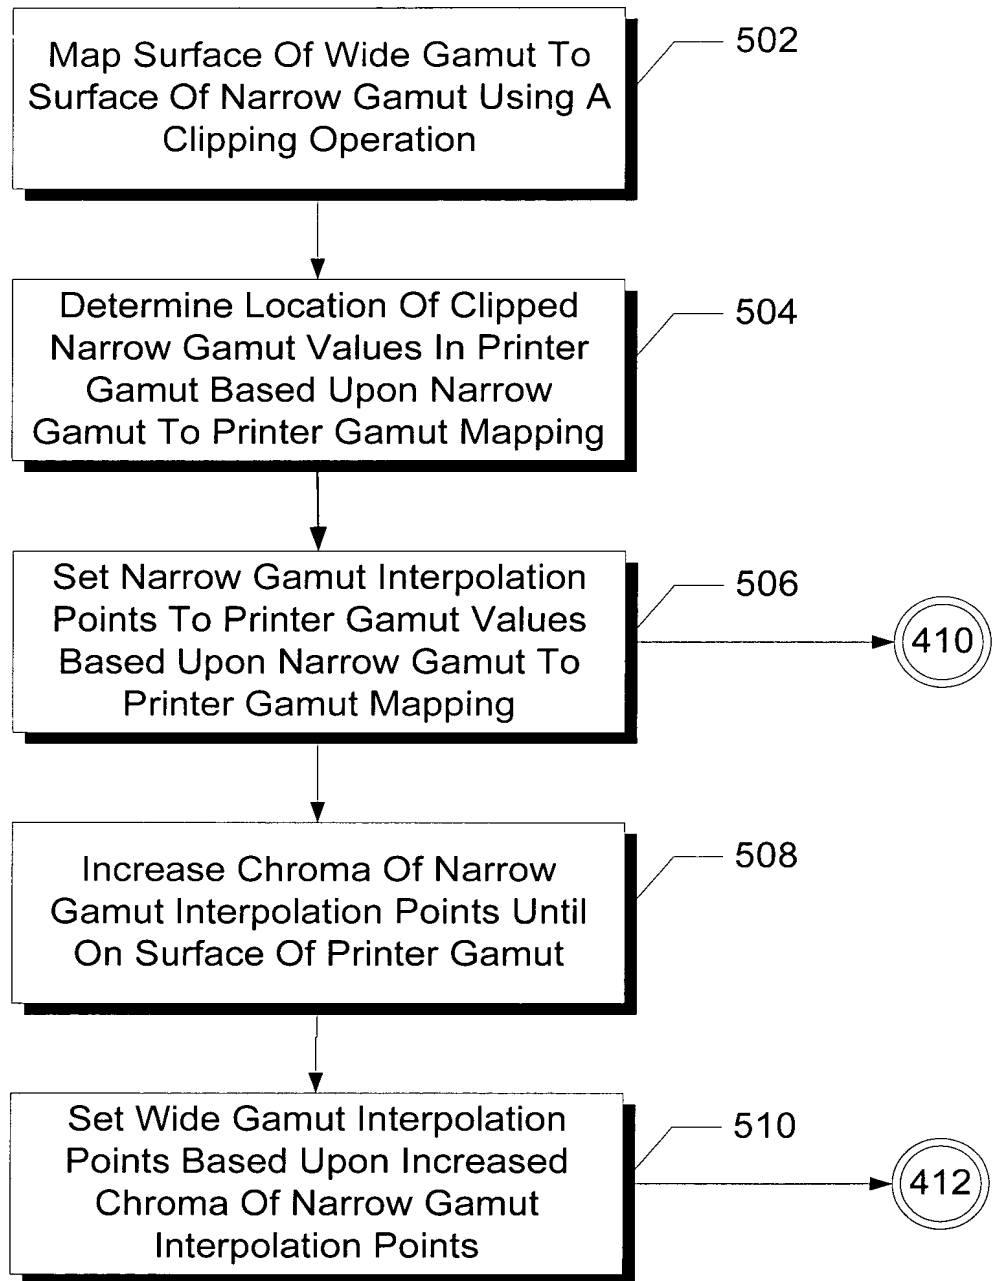 Map Surface Of Wide Gamut To
Surface Of Narrow Gamut Using A
Clipping Operation
502
Determine Location Of Clipped
Narrow Gamut Values In Printer
Gamut Based Upon Narrow
Gamut To Printer Gamut Mapping
504
Set Narrow Gamut Interpolation
Points To Printer Gamut Values
Based Upon Narrow Gamut To
Printer Gamut Mapping
506
410
Increase Chroma Of Narrow
Gamut Interpolation Points Until
On Surface Of Printer Gamut
508
Set Wide Gamut Interpolation
Points Based Upon Increased
Chroma Of Narrow Gamut
Interpolation Points
510
412